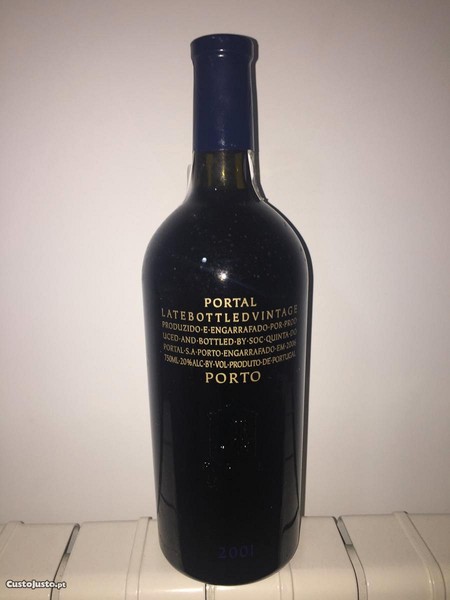 PORTAL
LATEBOTTLEDVINTAGE
PRODUZIDO·E·ENGARRAFADO·POR·PROD
UCED·AND·BOTTLED·BY·SOC·QUINTA·DO
PORTAL·S.A·PORTO·ENGARRAFADO·EM·2006
750ML·20%ALC·BY·VOL·PRODUTO·DE·PORTUGAL
PORTO
2001
CustoJusto.pt